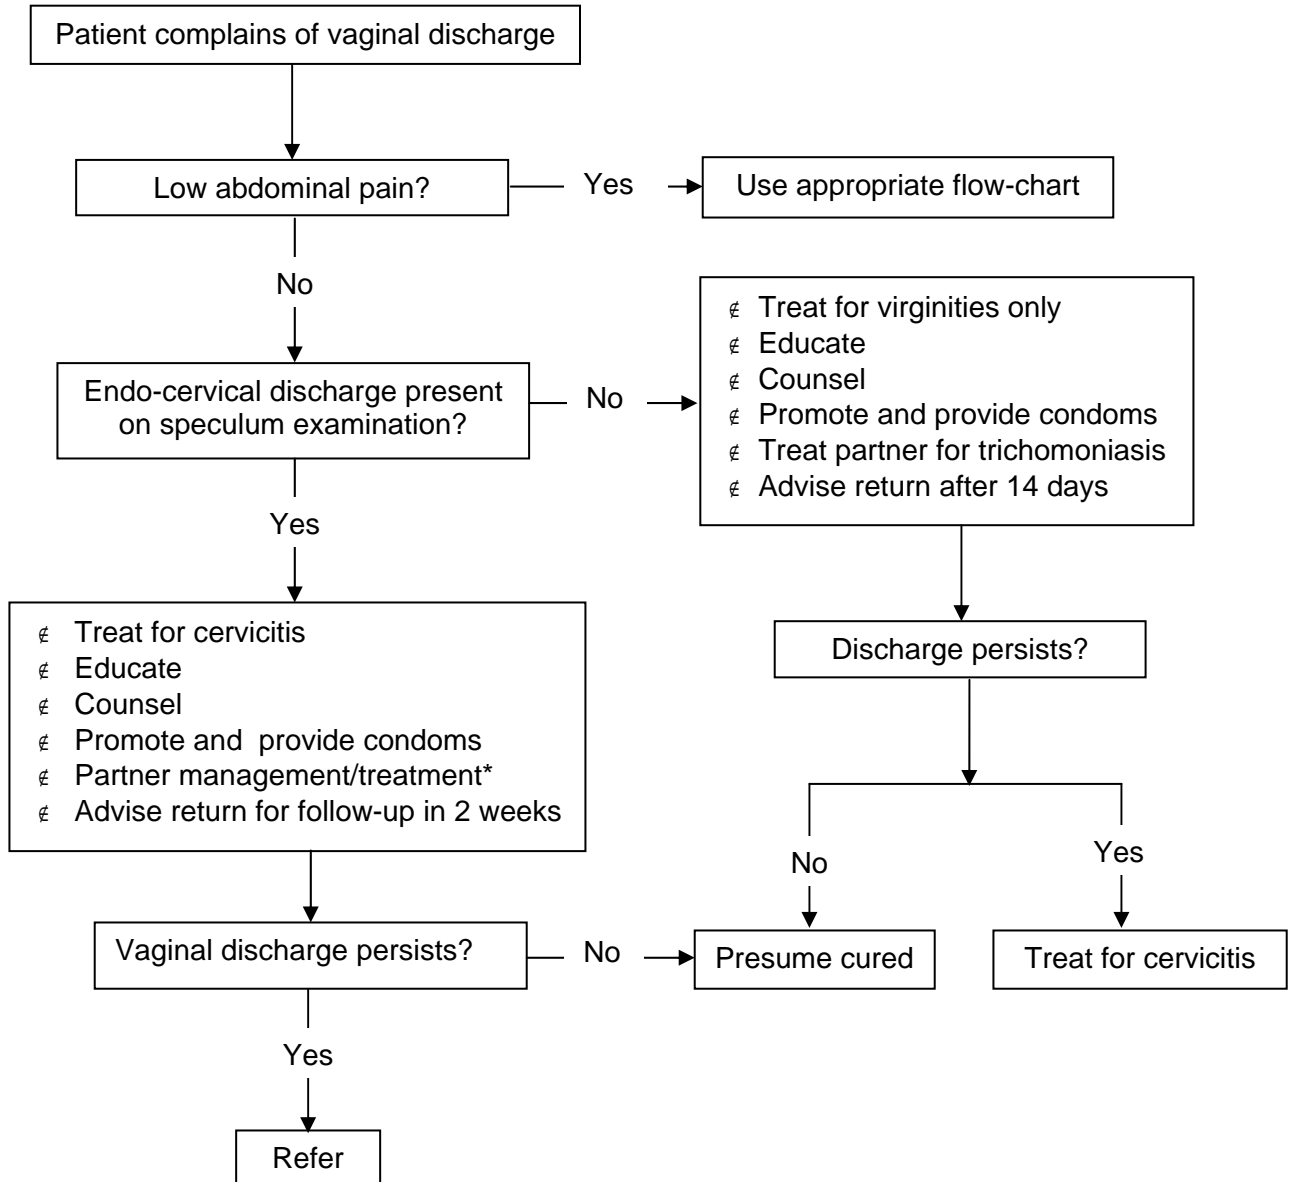 Patient complains of vaginal discharge
Low abdominal pain?
Yes
Use appropriate flow-chart
No
Endo-cervical discharge present
on speculum examination?
No
∉ Treat for virginities only
∉ Educate
∉ Counsel
∉ Promote and provide condoms
∉ Treat partner for trichomoniasis
∉ Advise return after 14 days
Yes
∉ Treat for cervicitis
∉ Educate
∉ Counsel
∉ Promote and provide condoms
∉ Partner management/treatment*
∉ Advise return for follow-up in 2 weeks
Discharge persists?
No
Yes
Vaginal discharge persists?
No
Presume cured
Treat for cervicitis
Yes
Refer